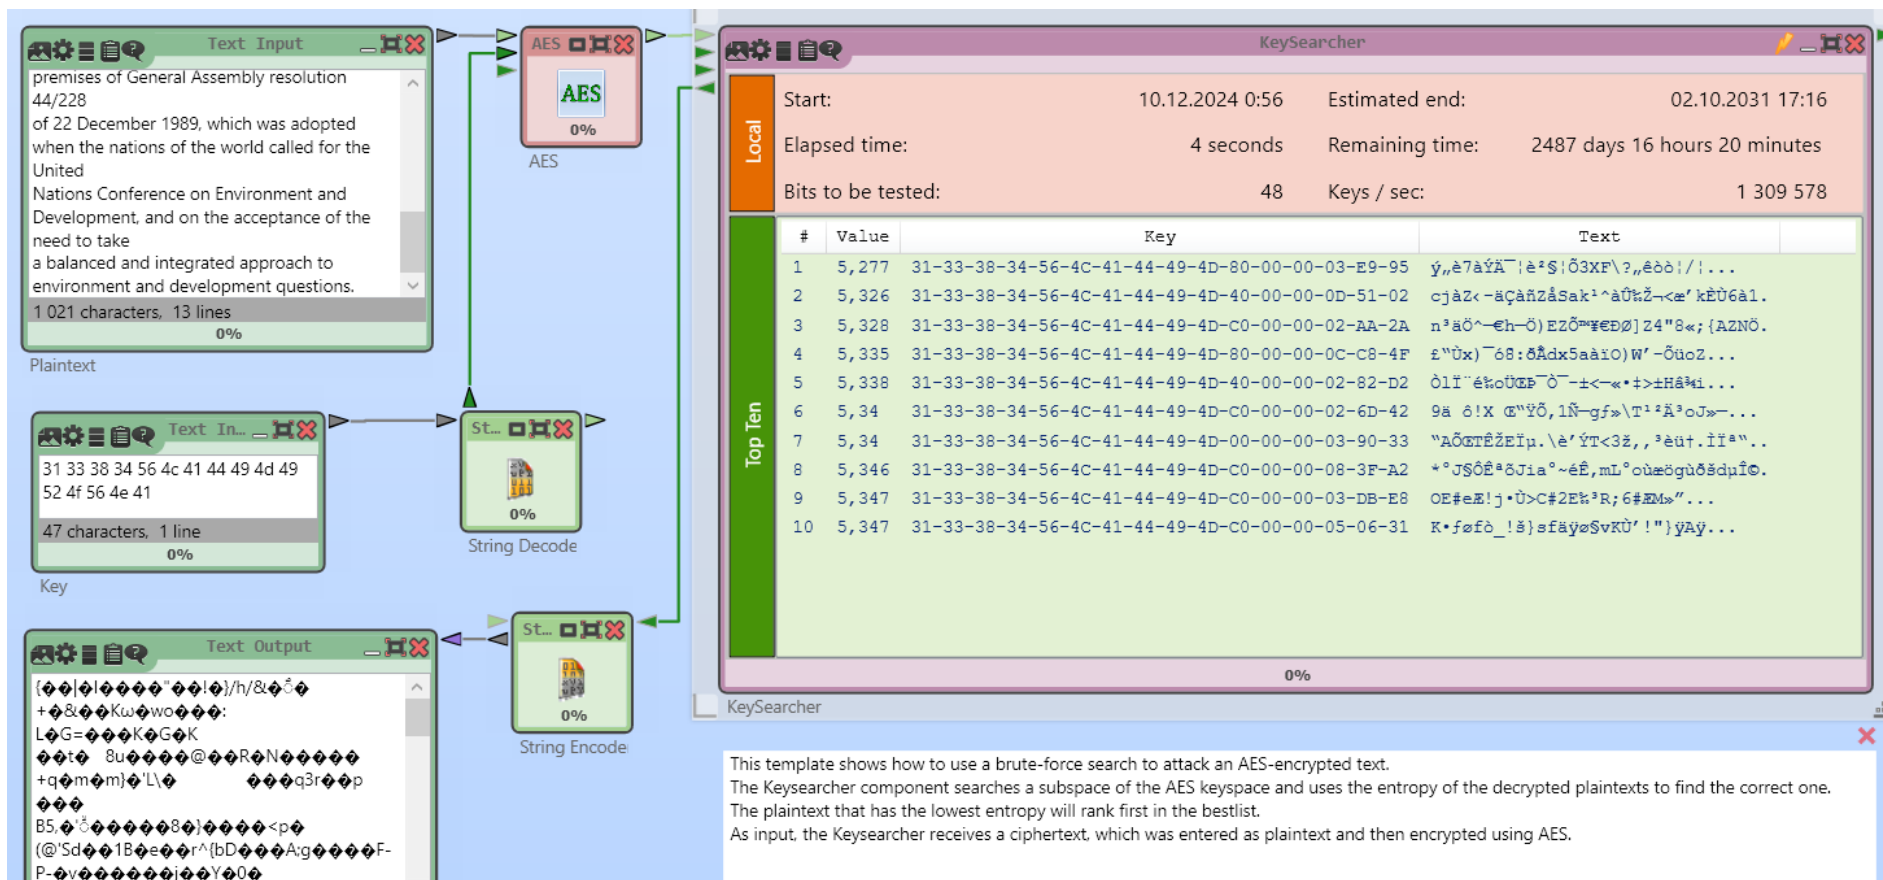 Text Input
premises of General Assembly resolution
44/228
of 22 December 1989, which was adopted
when the nations of the world called for the
United
Nations Conference on Environment and
Development, and on the acceptance of the
need to take
a balanced and integrated approach to
environment and development questions.
1 021 characters,  13 lines
0%
Plaintext
AES
AES
0%
AES
Text In...
31 33 38 34 56 4c 41 44 49 4d 49
52 4f 56 4e 41
47 characters,  1 line
0%
Key
St...
0%
String Decode
St...
0%
String Encode
Text Output
KeySearcher
Local
Start: 10.12.2024 0:56 Estimated end: 02.10.2031 17:16
Elapsed time: 4 seconds Remaining time: 2487 days 16 hours 20 minutes
Bits to be tested: 48 Keys / sec: 1 309 578
Top Ten
# Value Key Text
1 5,277 31-33-38-34-56-4C-41-44-49-4D-80-00-00-03-E9-95
2 5,326 31-33-38-34-56-4C-41-44-49-4D-40-00-00-0D-51-02
3 5,328 31-33-38-34-56-4C-41-44-49-4D-C0-00-00-02-AA-2A
4 5,335 31-33-38-34-56-4C-41-44-49-4D-80-00-00-0C-C8-4F
5 5,338 31-33-38-34-56-4C-41-44-49-4D-40-00-00-02-82-D2
6 5,34 31-33-38-34-56-4C-41-44-49-4D-C0-00-00-02-6D-42
7 5,34 31-33-38-34-56-4C-41-44-49-4D-C0-00-00-03-90-33
8 5,346 31-33-38-34-56-4C-41-44-49-4D-C0-00-00-08-3F-A2
9 5,347 31-33-38-34-56-4C-41-44-49-4D-C0-00-00-03-DB-E8
10 5,347 31-33-38-34-56-4C-41-44-49-4D-C0-00-00-05-06-31
0%
KeySearcher
This template shows how to use a brute-force search to attack an AES-encrypted text.
The Keysearcher component searches a subspace of the AES keyspace and uses the entropy of the decrypted plaintexts to find the correct one.
The plaintext that has the lowest entropy will rank first in the bestlist.
As input, the Keysearcher receives a ciphertext, which was entered as plaintext and then encrypted using AES.